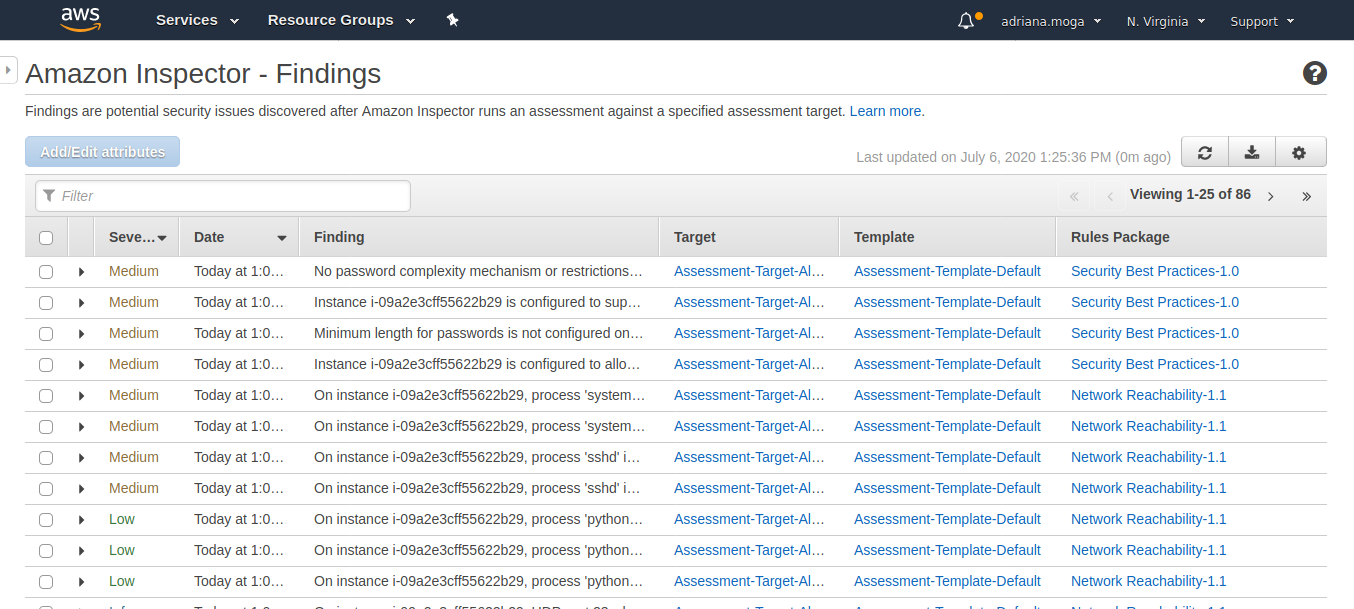 aws Services Resource Groups adriana.moga N. Virginia Support
Amazon Inspector - Findings
Findings are potential security issues discovered after Amazon Inspector runs an assessment against a specified assessment target. Learn more.
Add/Edit attributes Last updated on July 6, 2020 1:25:36 PM (0m ago)
Filter « ‹ Viewing 1-25 of 86 › »
Seve... Date Finding Target Template Rules Package
Medium Today at 1:0... No password complexity mechanism or restrictions... Assessment-Target-Al... Assessment-Template-Default Security Best Practices-1.0
Medium Today at 1:0... Instance i-09a2e3cff55622b29 is configured to sup... Assessment-Target-Al... Assessment-Template-Default Security Best Practices-1.0
Medium Today at 1:0... Minimum length for passwords is not configured on... Assessment-Target-Al... Assessment-Template-Default Security Best Practices-1.0
Medium Today at 1:0... Instance i-09a2e3cff55622b29 is configured to allo... Assessment-Target-Al... Assessment-Template-Default Security Best Practices-1.0
Medium Today at 1:0... On instance i-09a2e3cff55622b29, process 'system... Assessment-Target-Al... Assessment-Template-Default Network Reachability-1.1
Medium Today at 1:0... On instance i-09a2e3cff55622b29, process 'system... Assessment-Target-Al... Assessment-Template-Default Network Reachability-1.1
Medium Today at 1:0... On instance i-09a2e3cff55622b29, process 'sshd' i... Assessment-Target-Al... Assessment-Template-Default Network Reachability-1.1
Medium Today at 1:0... On instance i-09a2e3cff55622b29, process 'sshd' i... Assessment-Target-Al... Assessment-Template-Default Network Reachability-1.1
Low Today at 1:0... On instance i-09a2e3cff55622b29, process 'python... Assessment-Target-Al... Assessment-Template-Default Network Reachability-1.1
Low Today at 1:0... On instance i-09a2e3cff55622b29, process 'python... Assessment-Target-Al... Assessment-Template-Default Network Reachability-1.1
Low Today at 1:0... On instance i-09a2e3cff55622b29, process 'python... Assessment-Target-Al... Assessment-Template-Default Network Reachability-1.1